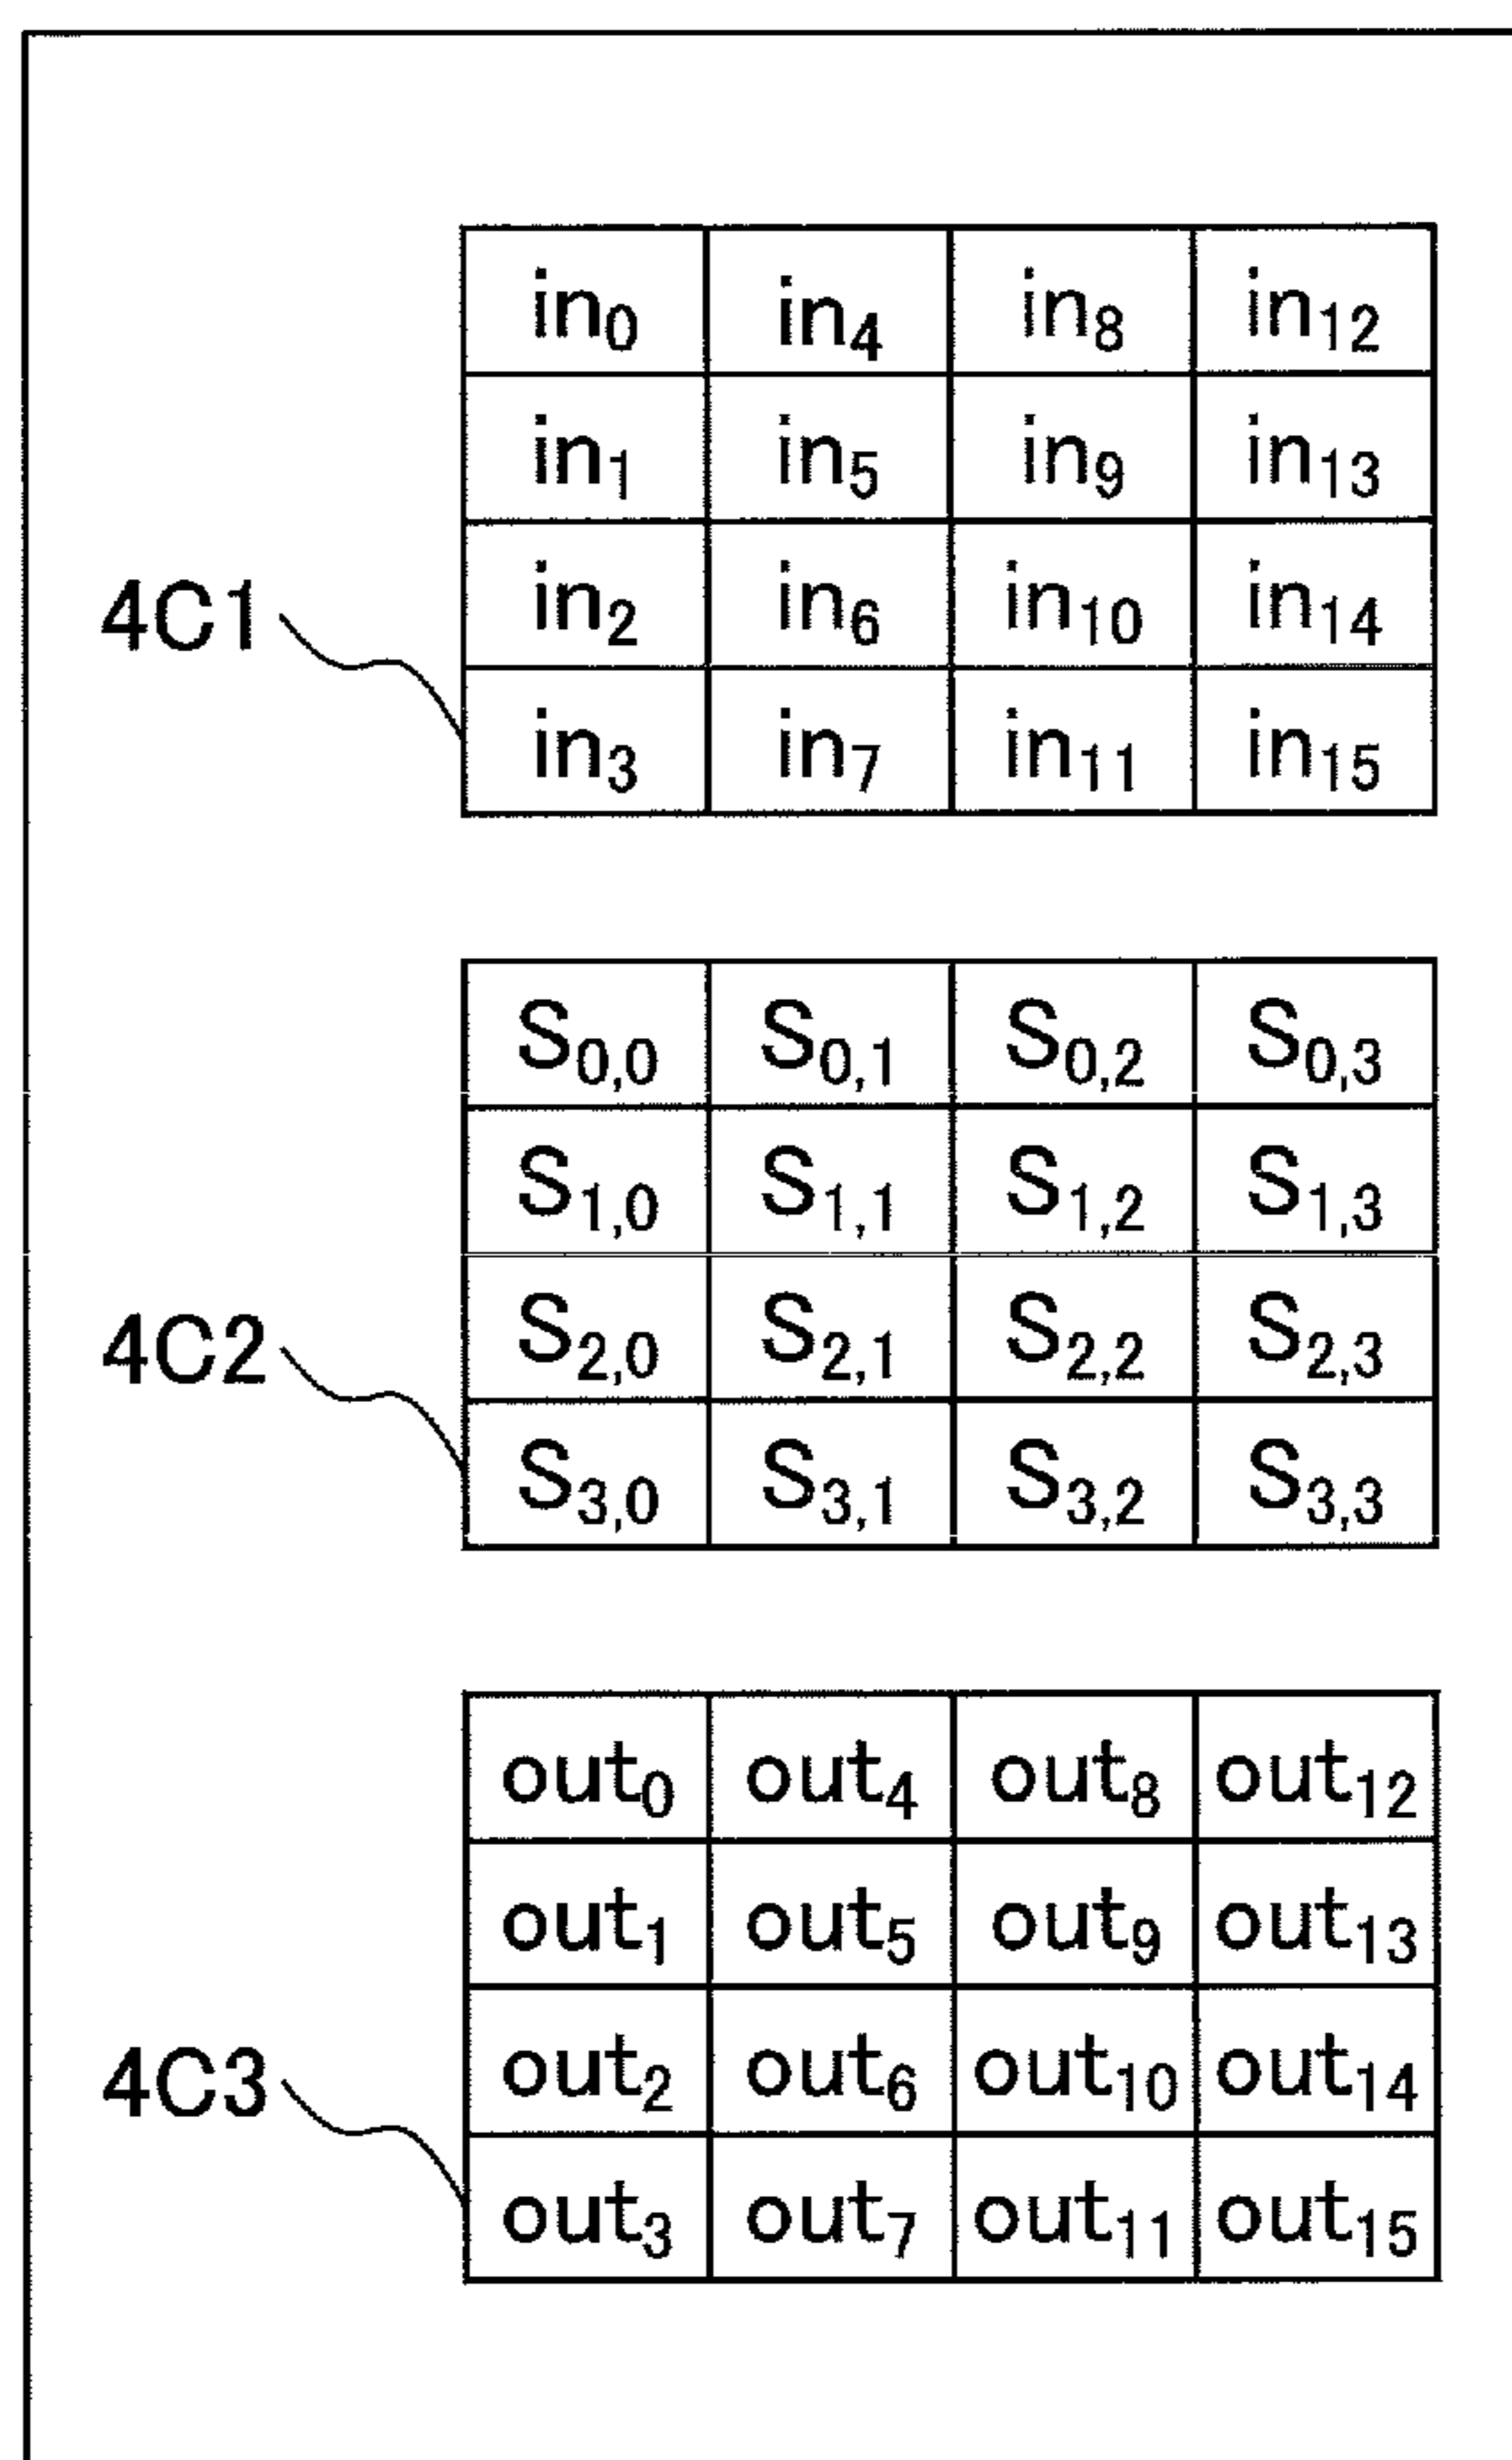 in₀ in₄ in₈ in₁₂
in₁ in₅ in₉ in₁₃
4C1 in₂ in₆ in₁₀ in₁₄
in₃ in₇ in₁₁ in₁₅
S₀,₀ S₀,₁ S₀,₂ S₀,₃
S₁,₀ S₁,₁ S₁,₂ S₁,₃
4C2 S₂,₀ S₂,₁ S₂,₂ S₂,₃
S₃,₀ S₃,₁ S₃,₂ S₃,₃
out₀ out₄ out₈ out₁₂
out₁ out₅ out₉ out₁₃
4C3 out₂ out₆ out₁₀ out₁₄
out₃ out₇ out₁₁ out₁₅